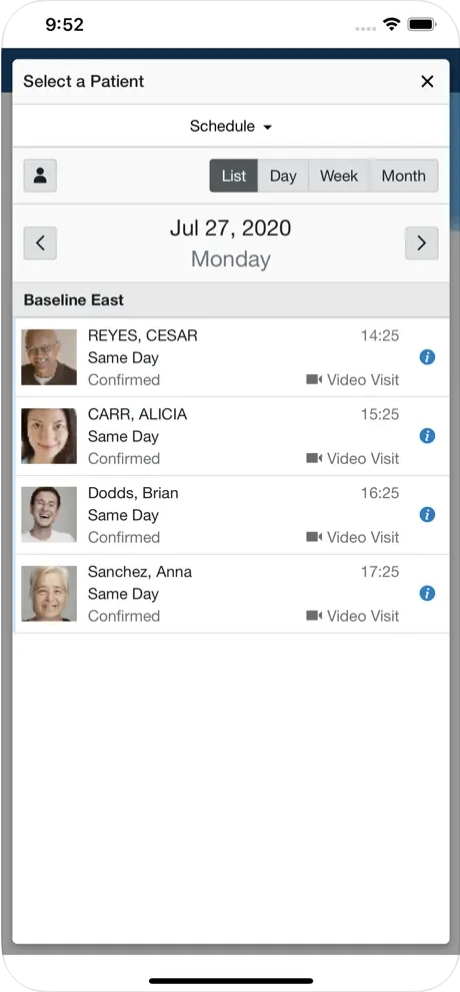 9:52
Select a Patient
Schedule
List Day Week Month
Jul 27, 2020
Monday
Baseline East
REYES, CESAR 14:25
Same Day
Confirmed Video Visit
CARR, ALICIA 15:25
Same Day
Confirmed Video Visit
Dodds, Brian 16:25
Same Day
Confirmed Video Visit
Sanchez, Anna 17:25
Same Day
Confirmed Video Visit